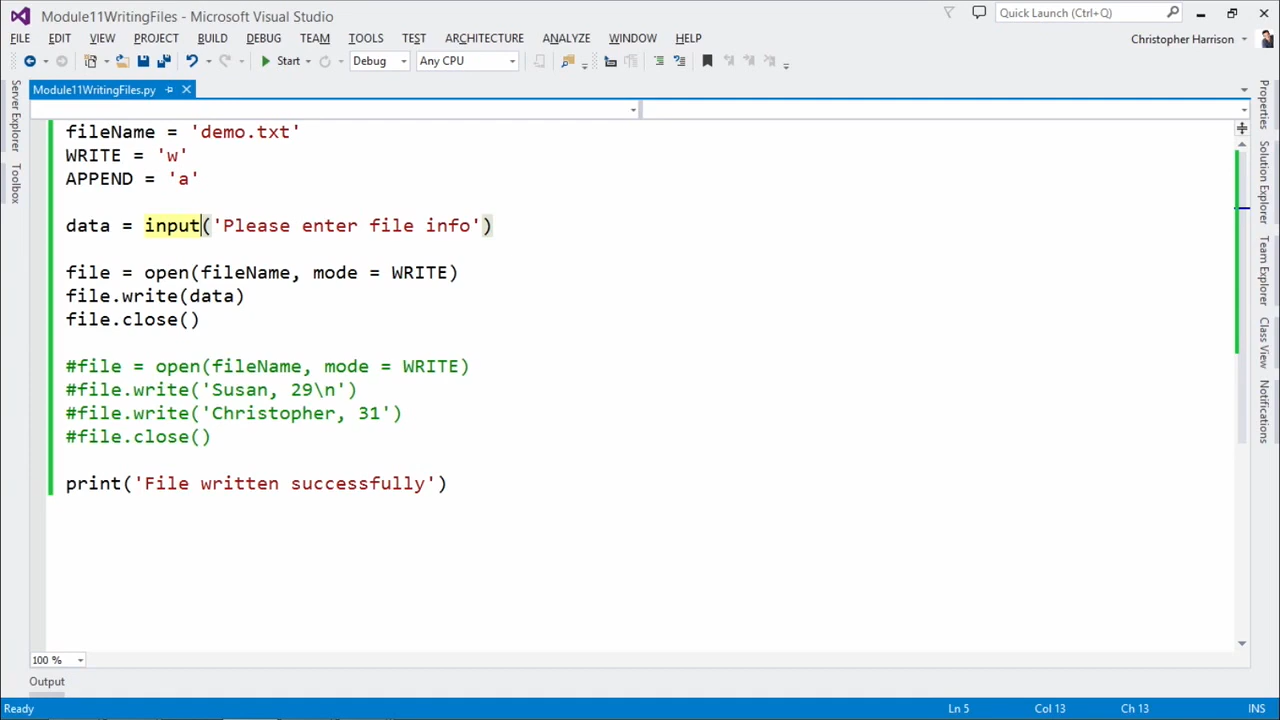 Module11WritingFiles - Microsoft Visual Studio
Quick Launch (Ctrl+Q)
FILE EDIT VIEW PROJECT BUILD DEBUG TEAM TOOLS TEST ARCHITECTURE ANALYZE WINDOW HELP
Christopher Harrison
Start Debug Any CPU
Module11WritingFiles.py
Server Explorer
Toolbox
fileName = 'demo.txt'
WRITE = 'w'
APPEND = 'a'
data = input('Please enter file info')
file = open(fileName, mode = WRITE)
file.write(data)
file.close()
#file = open(fileName, mode = WRITE)
#file.write('Susan, 29\n')
#file.write('Christopher, 31')
#file.close()
print('File written successfully')
Properties
Solution Explorer
Team Explorer
Class View
Notifications
100 %
Output
Ready Ln 5 Col 13 Ch 13 INS